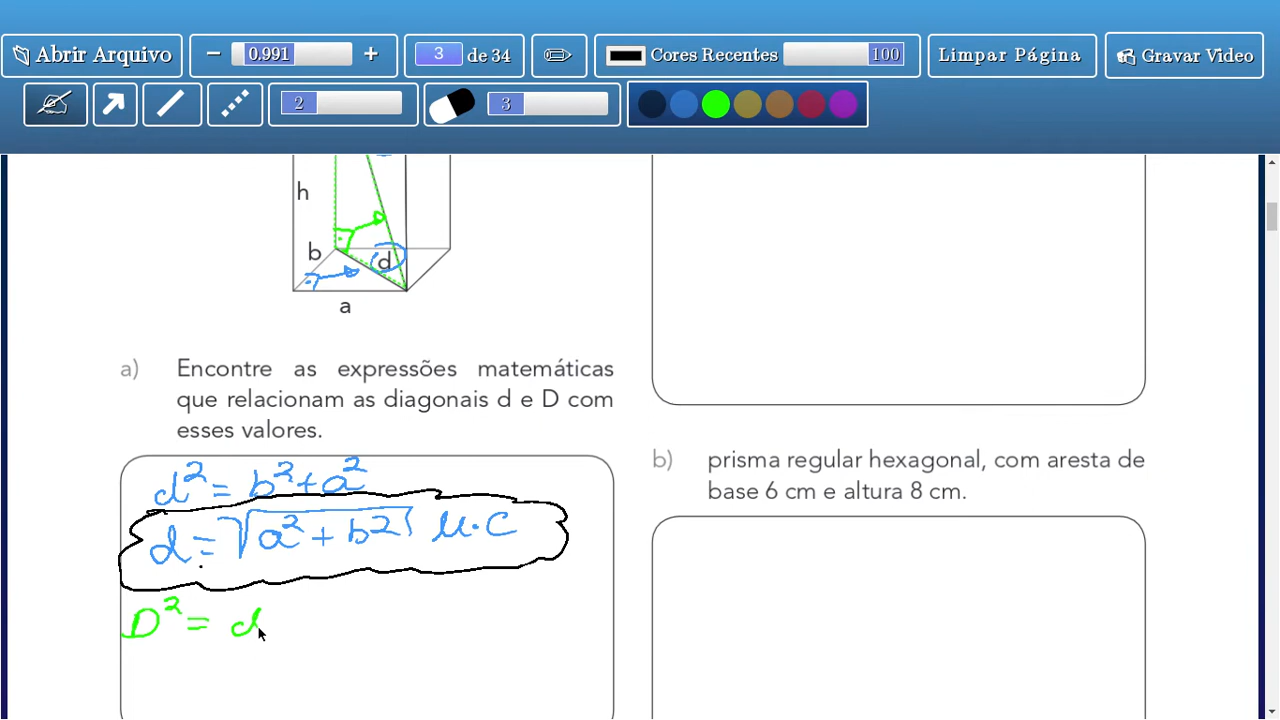 Abrir Arquivo
− 0.991 +
3 de 34
Cores Recentes 100
Limpar Página
Gravar Video
2
3
h
b
d
a
a) Encontre as expressões matemáticas
que relacionam as diagonais d e D com
esses valores.
d² = b² + a²
d = √a² + b² u.c
D² = d
b) prisma regular hexagonal, com aresta de
base 6 cm e altura 8 cm.